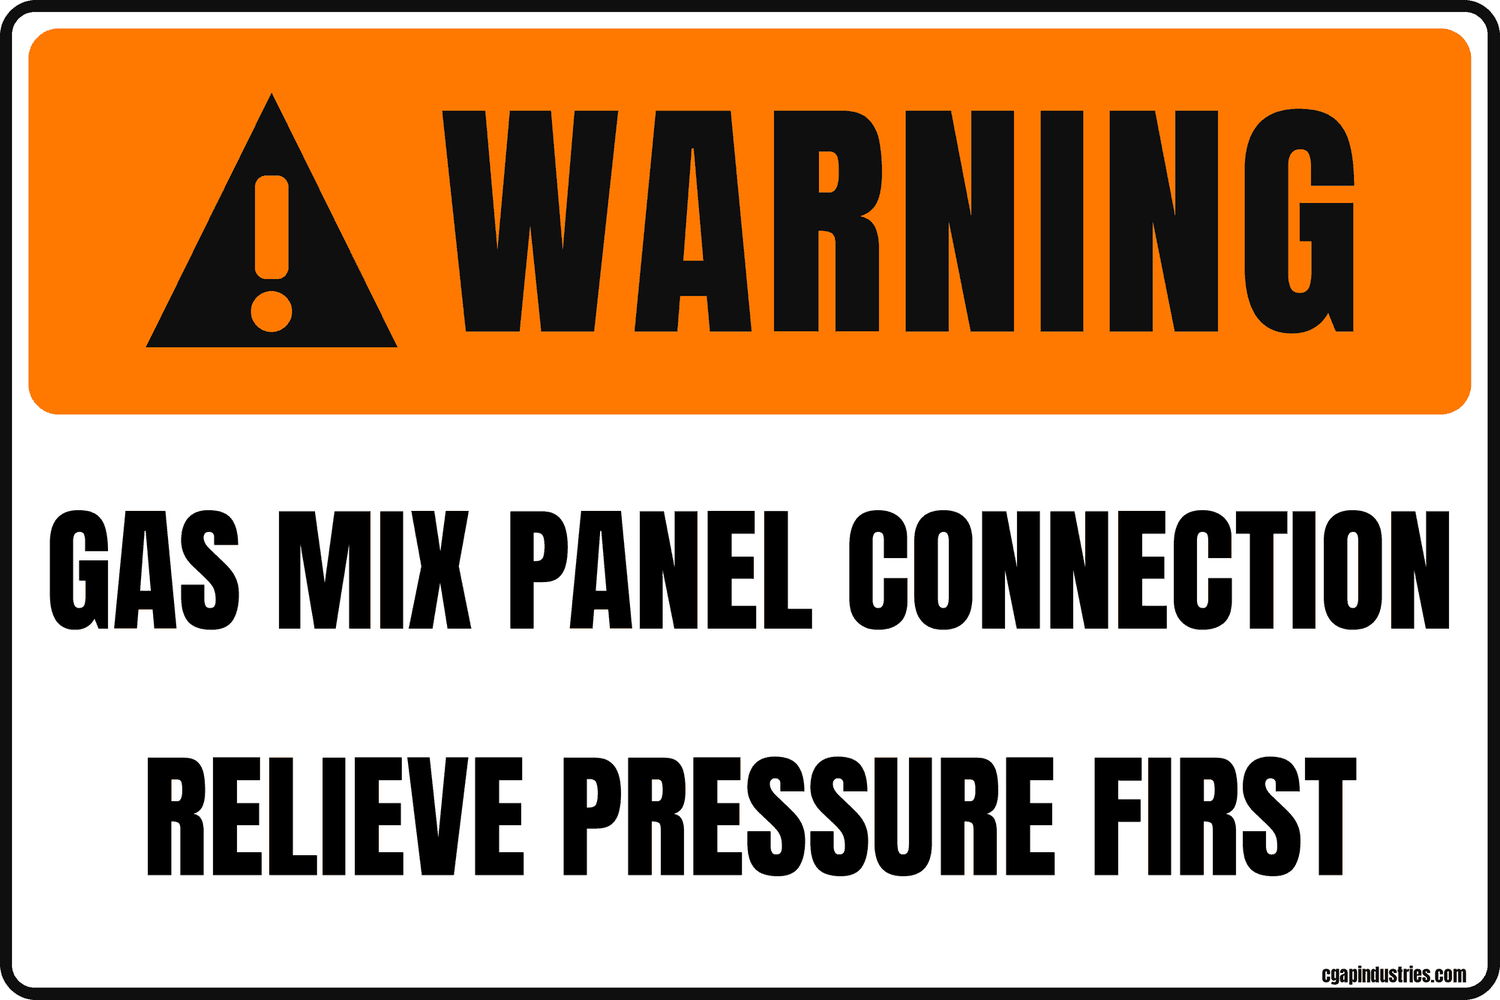 WARNING
GAS MIX PANEL CONNECTION
RELIEVE PRESSURE FIRST
cgapindustries.com